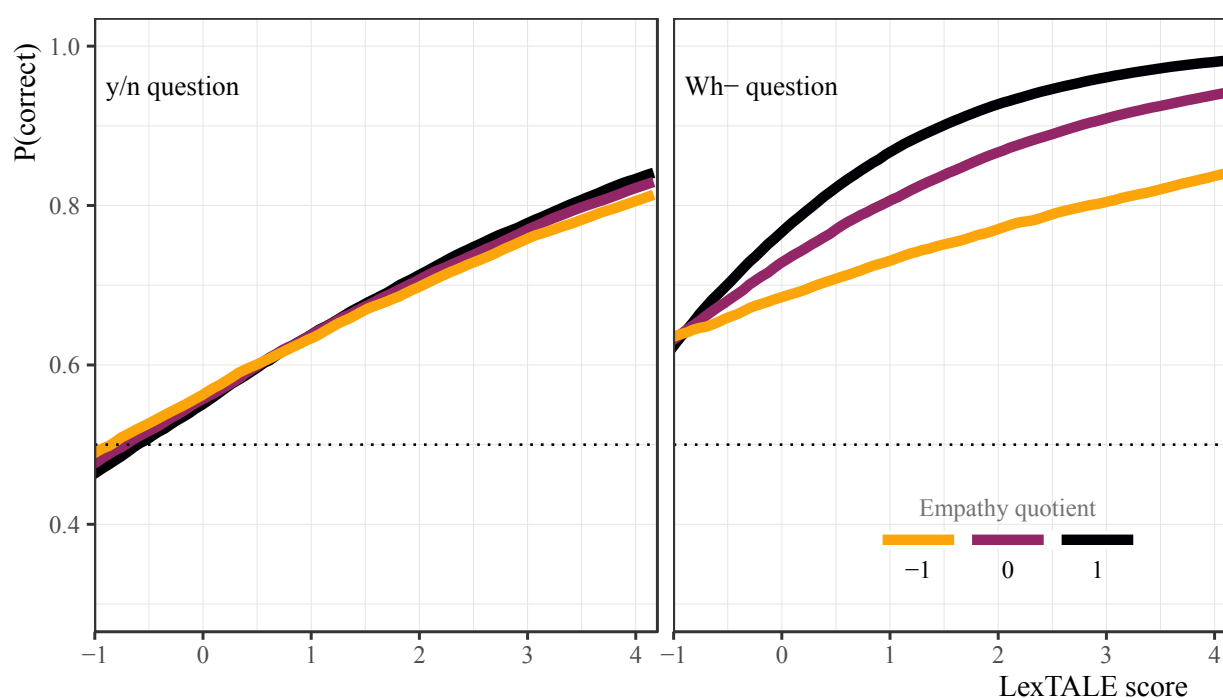 P(correct)
1.0
0.8
0.6
0.4
y/n question
Wh− question
Empathy quotient
−1 0 1
−1 0 1 2 3 4 −1 0 1 2 3 4
LexTALE score